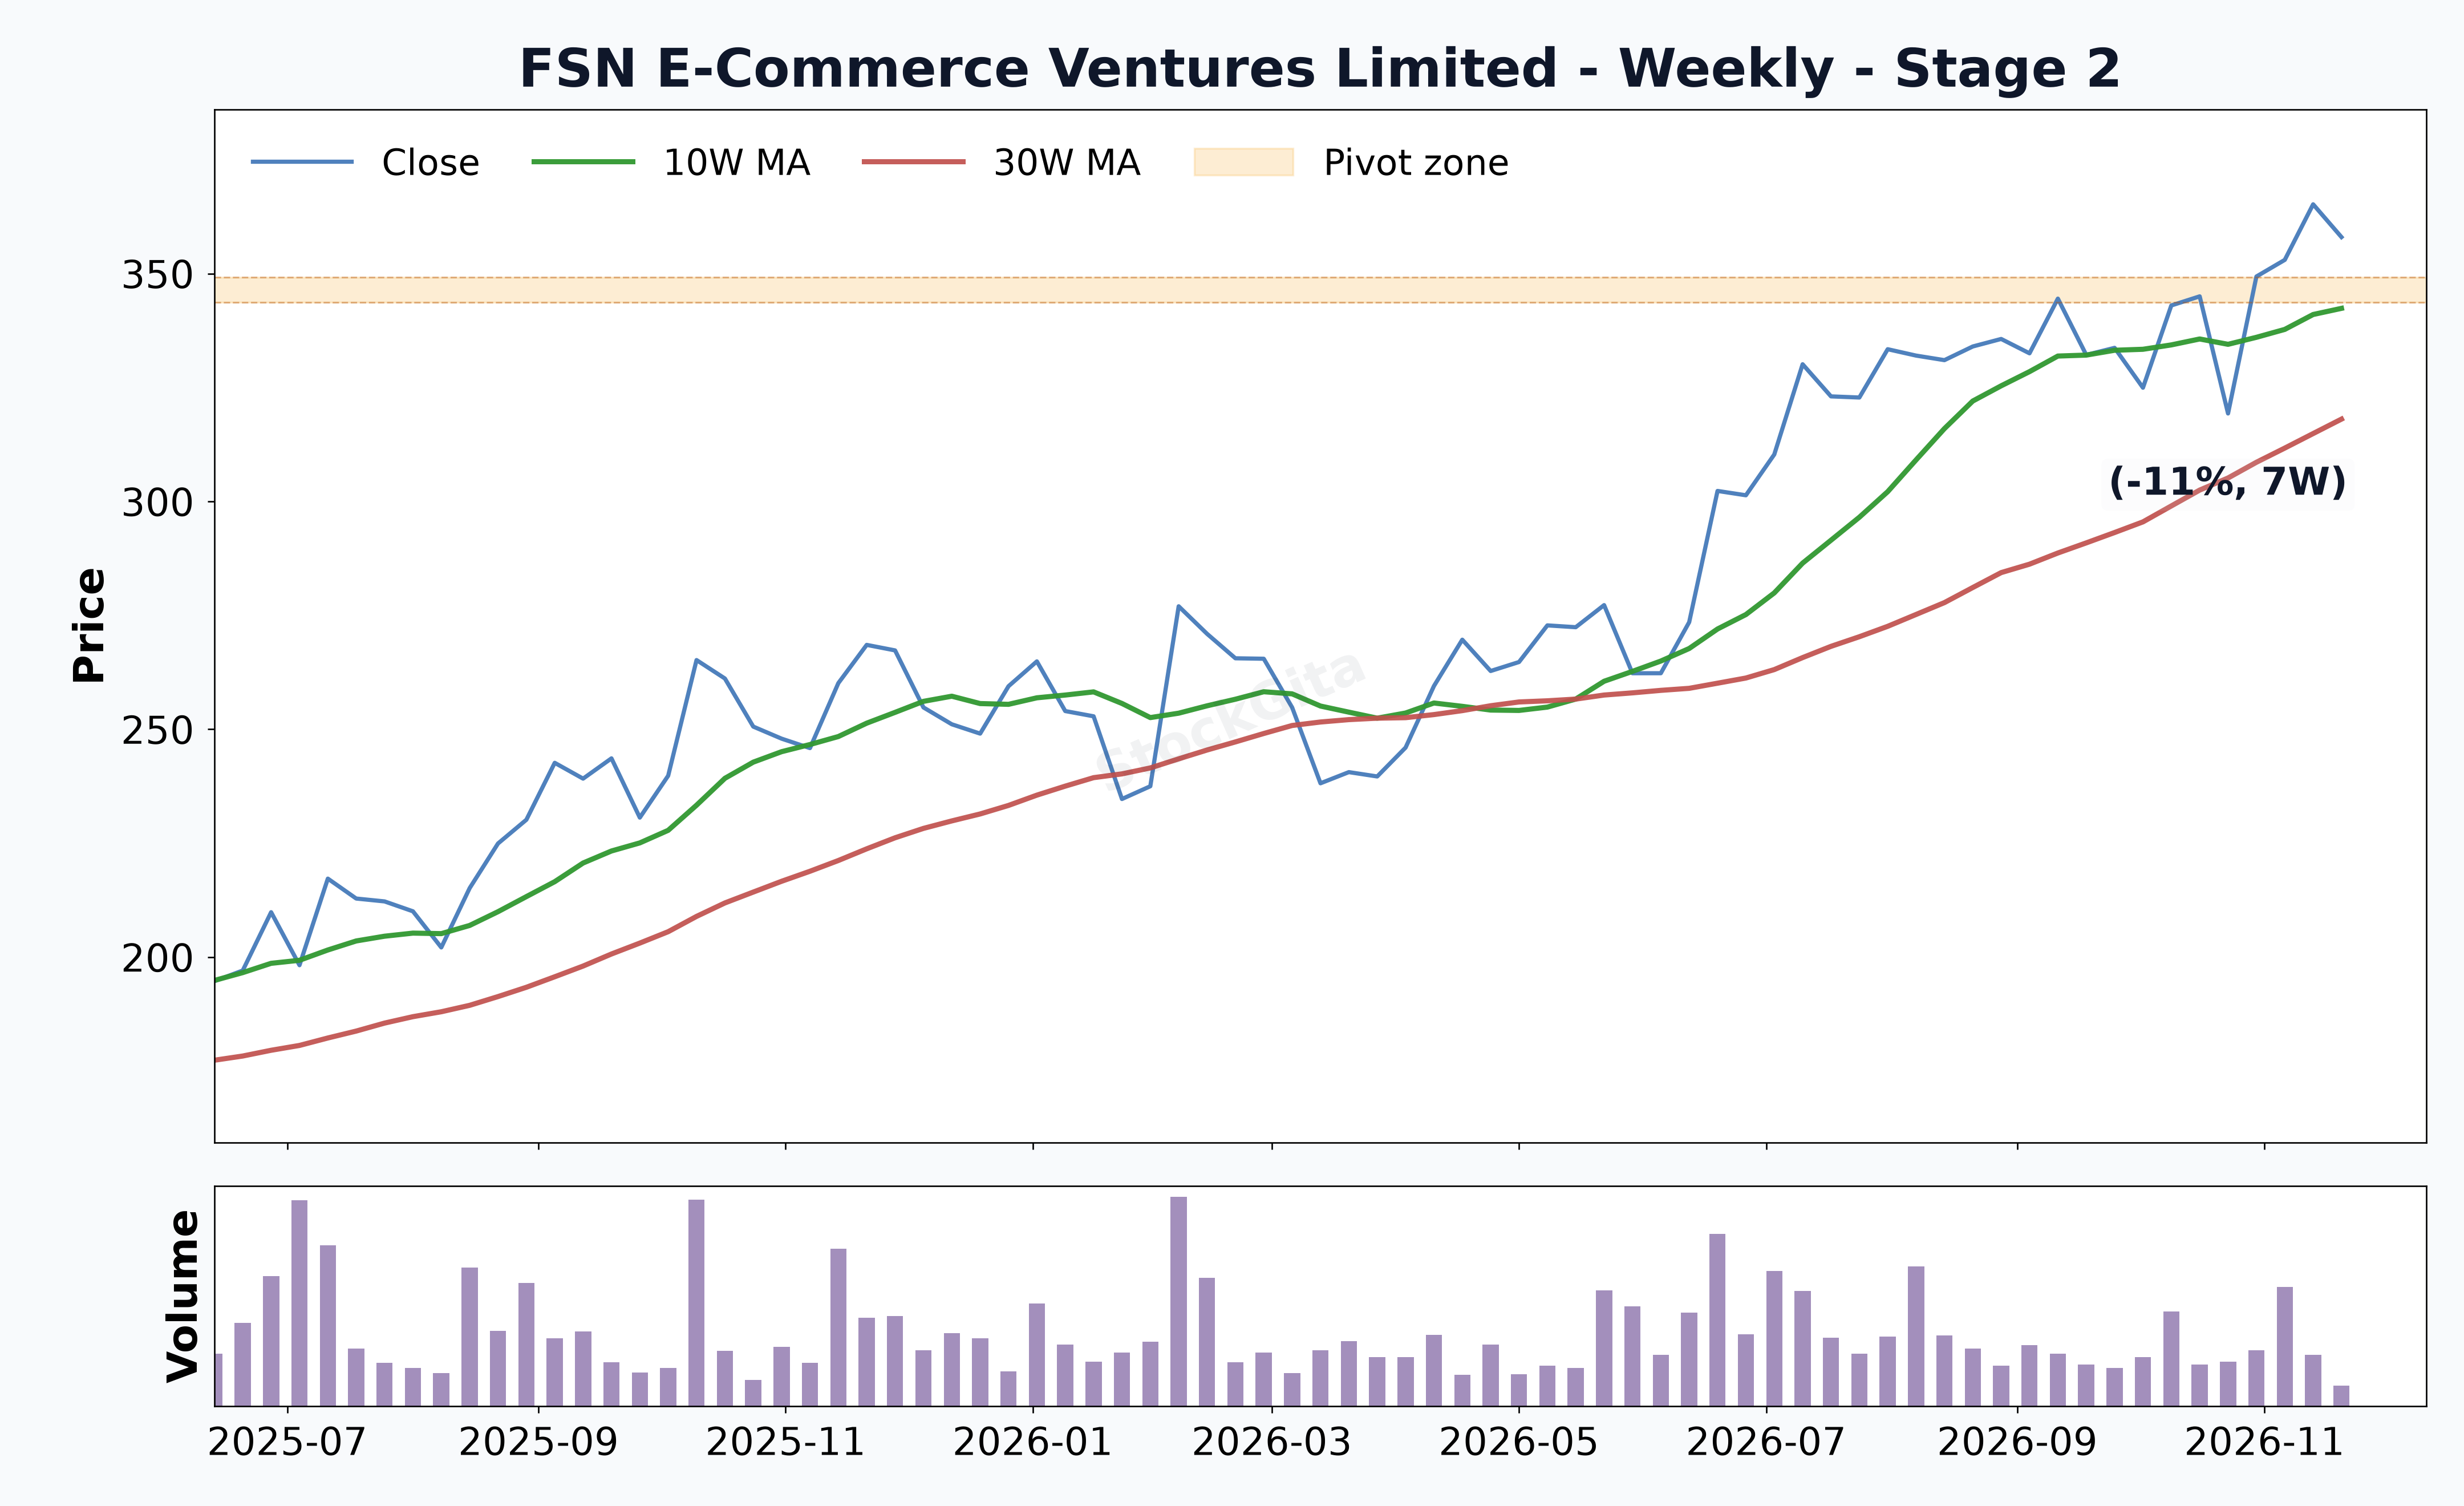 FSN E-Commerce Ventures Limited - Weekly - Stage 2
Close 10W MA 30W MA Pivot zone
350
300
250
200
Price
(-11%, 7W)
StockGita
Volume
2025-07 2025-09 2025-11 2026-01 2026-03 2026-05 2026-07 2026-09 2026-11